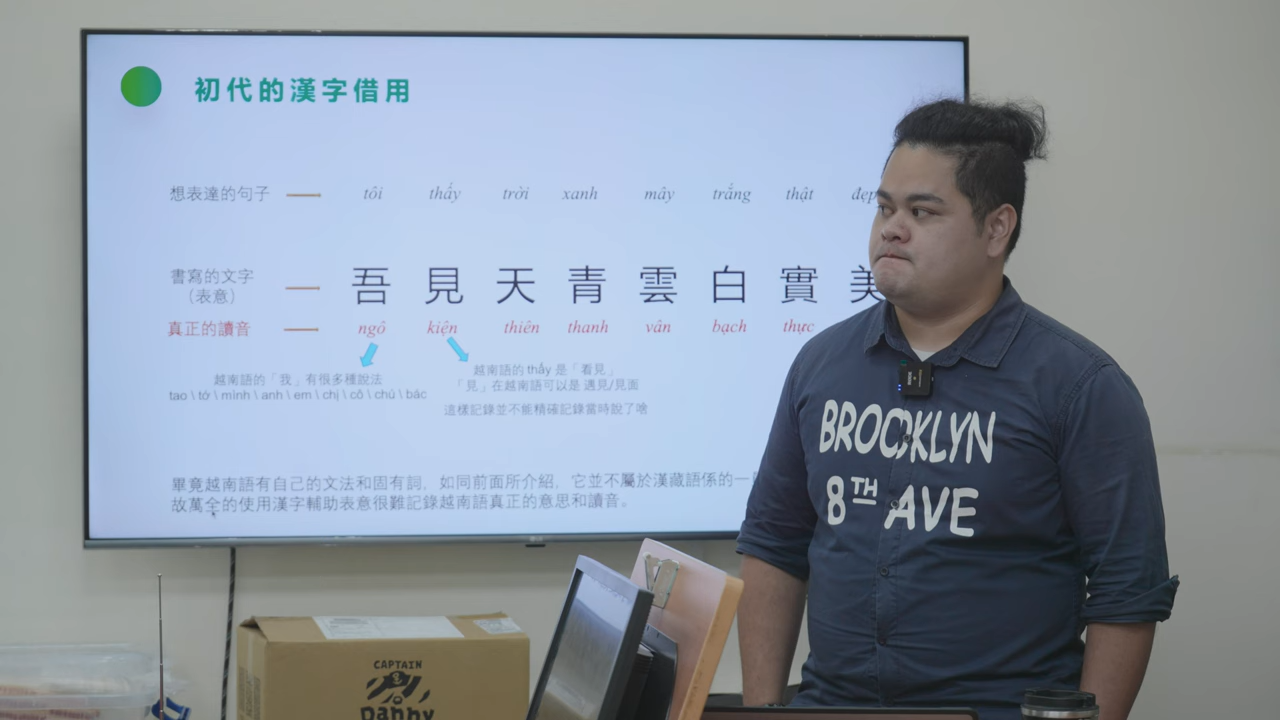 初代的漢字借用
想表達的句子 tôi thấy trời xanh mây trắng thật đẹp
書寫的文字 吾 見 天 青 雲 白 實 美
（表意）
真正的讀音 ngô kiện thiên thanh vân bạch thực
越南語的「我」有很多種說法
tao \ tớ \ mình \ anh \ em \ chị \ cô \ chú \ bác
越南語的 thấy 是「看見」
「見」在越南語可以是 遇見/見面
這樣記錄並不能精確記錄當時說了啥
畢竟越南語有自己的文法和固有詞，如同前面所介紹，它並不屬於漢藏語係的一
故萬全的使用漢字輔助表意很難記錄越南語真正的意思和讀音。
BROOKLYN
8TH AVE
CAPTAIN
Danny